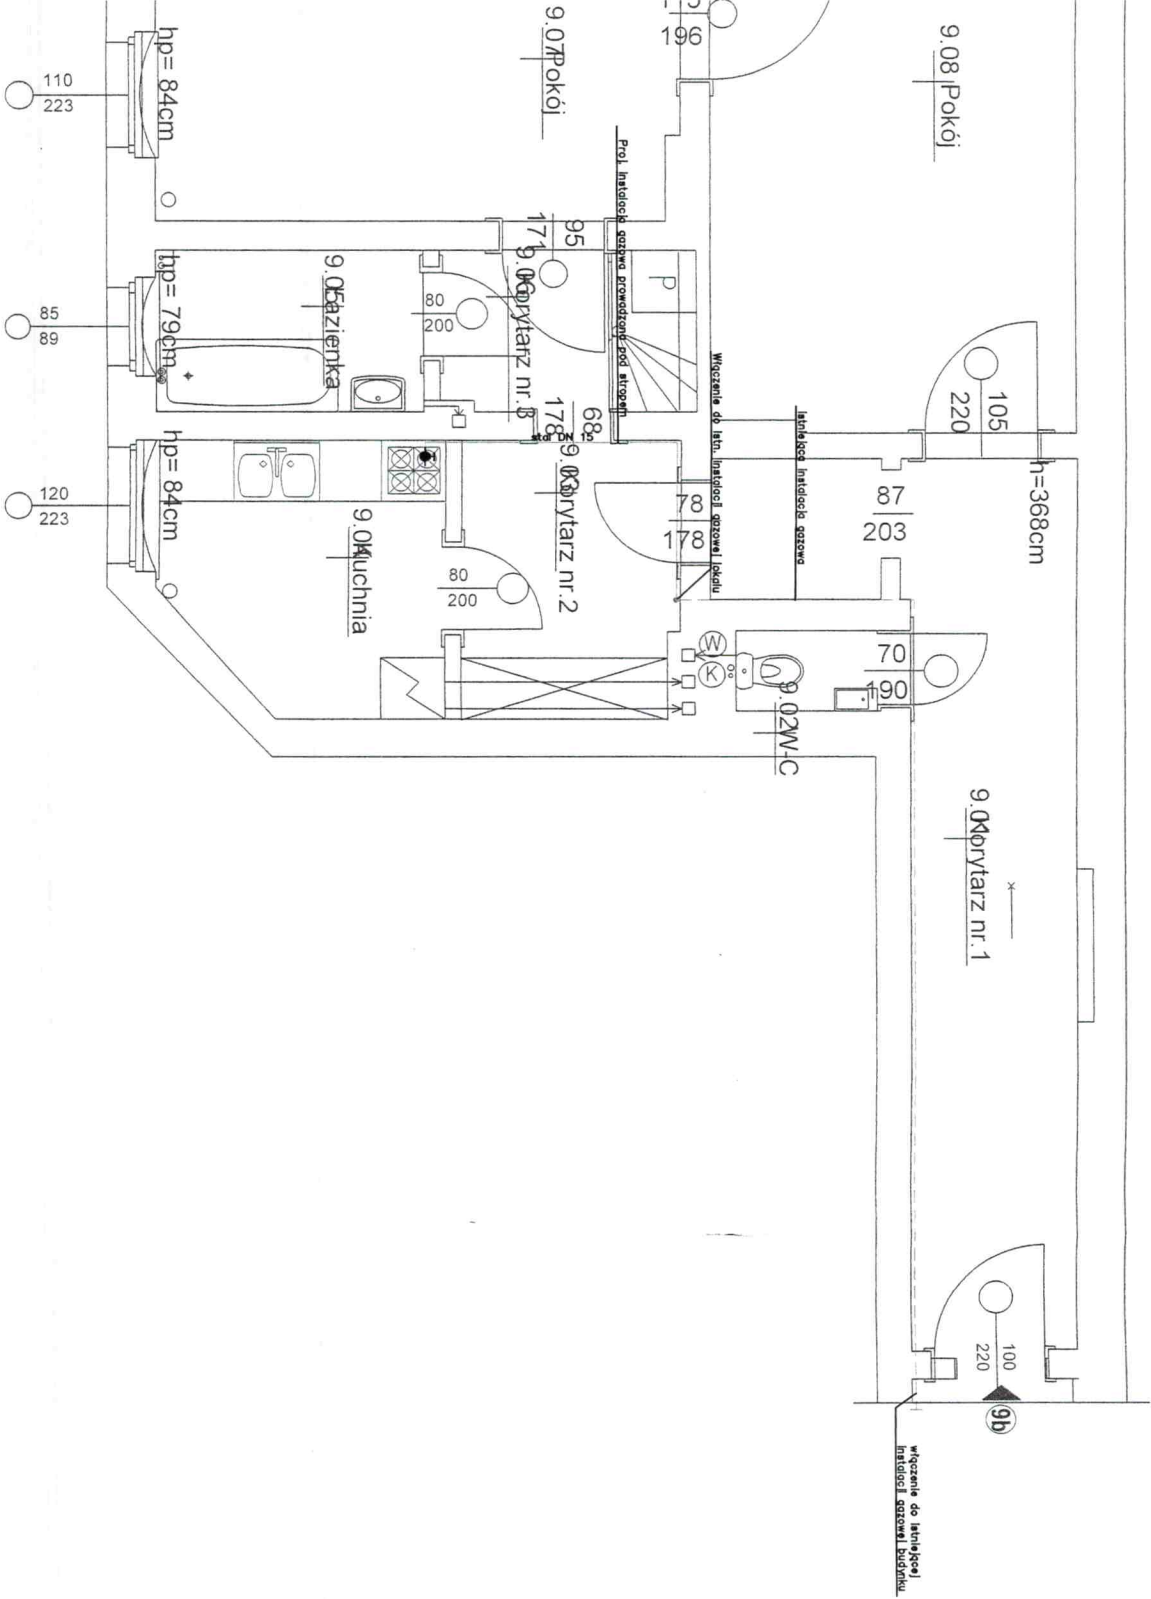 9.07 Pokój
9.08 Pokój
196
hp= 84cm
110
223
Proj. instalacja gazowa prowadzona pod stropem
95
171
9.06 Korytarz nr.3
P
9.05 Łazienka
80
200
hp= 79cm
85
89
68
178
stal DN 15
Włączenie do istn. instalacji gazowej lokalu
istniejąca instalacja gazowa
105
220
h=368cm
87
203
9.03 Korytarz nr.2
78
178
9.04 Kuchnia
80
200
hp= 84cm
120
223
W
K
70
190
9.02 W-C
9.01 Korytarz nr.1
100
220
9b
włączenie do istniejącej
instalacji gazowej budynku